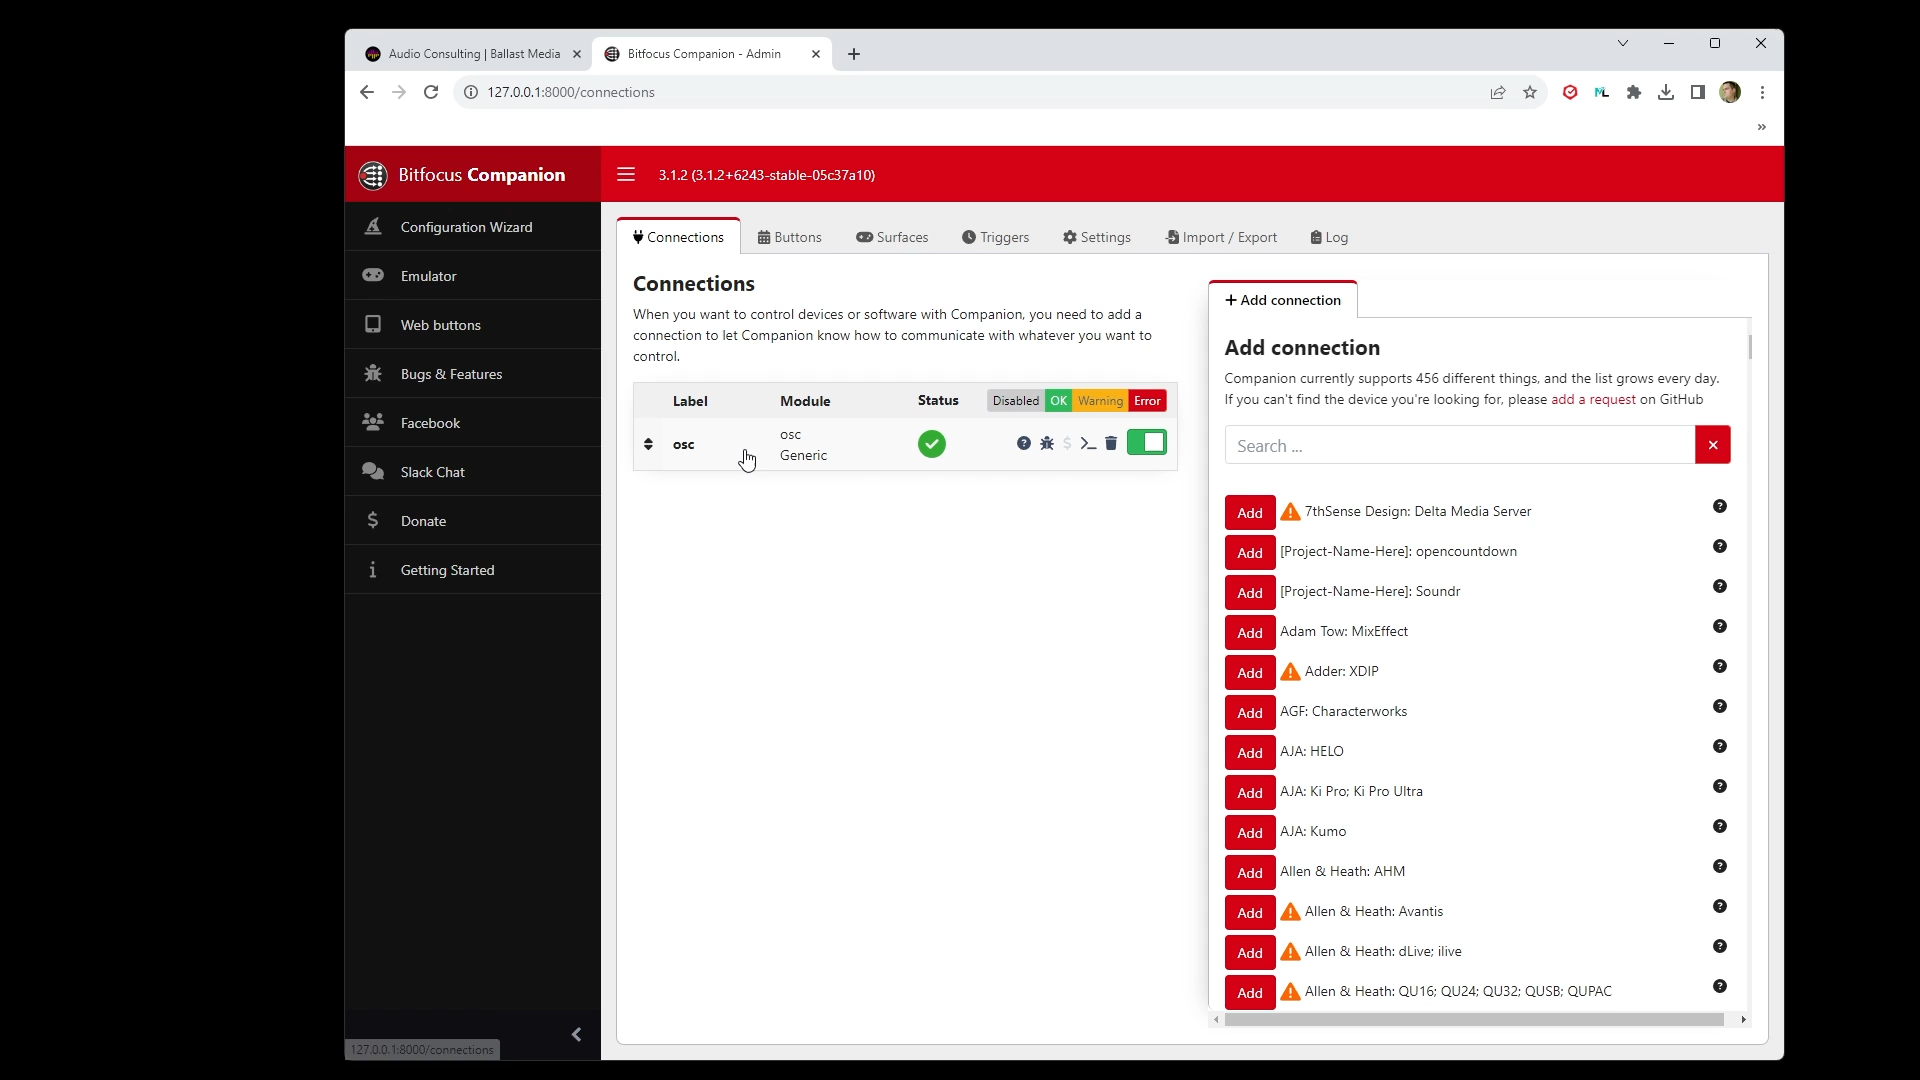 Audio Consulting | Ballast Media
Bitfocus Companion - Admin
127.0.0.1:8000/connections
Bitfocus Companion
3.1.2 (3.1.2+6243-stable-05c37a10)
Configuration Wizard
Emulator
Web buttons
Bugs & Features
Facebook
Slack Chat
Donate
Getting Started
127.0.0.1:8000/connections
Connections
Buttons
Surfaces
Triggers
Settings
Import / Export
Log
Connections
When you want to control devices or software with Companion, you need to add a
connection to let Companion know how to communicate with whatever you want to
control.
Label
Module
Status
Disabled
OK
Warning
Error
osc
osc
Generic
Add connection
Add connection
Companion currently supports 456 different things, and the list grows every day.
If you can't find the device you're looking for, please add a request on GitHub
Search ...
Add 7thSense Design: Delta Media Server
Add [Project-Name-Here]: opencountdown
Add [Project-Name-Here]: Soundr
Add Adam Tow: MixEffect
Add Adder: XDIP
Add AGF: Characterworks
Add AJA: HELO
Add AJA: Ki Pro; Ki Pro Ultra
Add AJA: Kumo
Add Allen & Heath: AHM
Add Allen & Heath: Avantis
Add Allen & Heath: dLive; ilive
Add Allen & Heath: QU16; QU24; QU32; QUSB; QUPAC